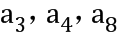 a₃, a₄, a₈